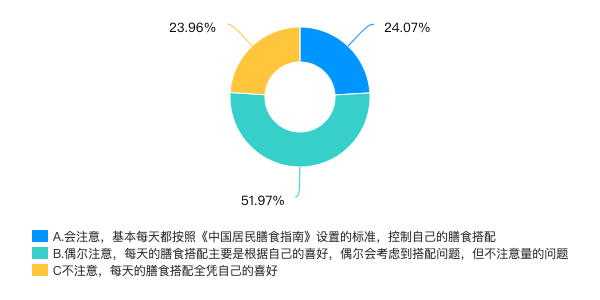 23.96%
24.07%
51.97%
A.会注意，基本每天都按照《中国居民膳食指南》设置的标准，控制自己的膳食搭配
B.偶尔注意，每天的膳食搭配主要是根据自己的喜好，偶尔会考虑到搭配问题，但不注意量的问题
C不注意，每天的膳食搭配全凭自己的喜好